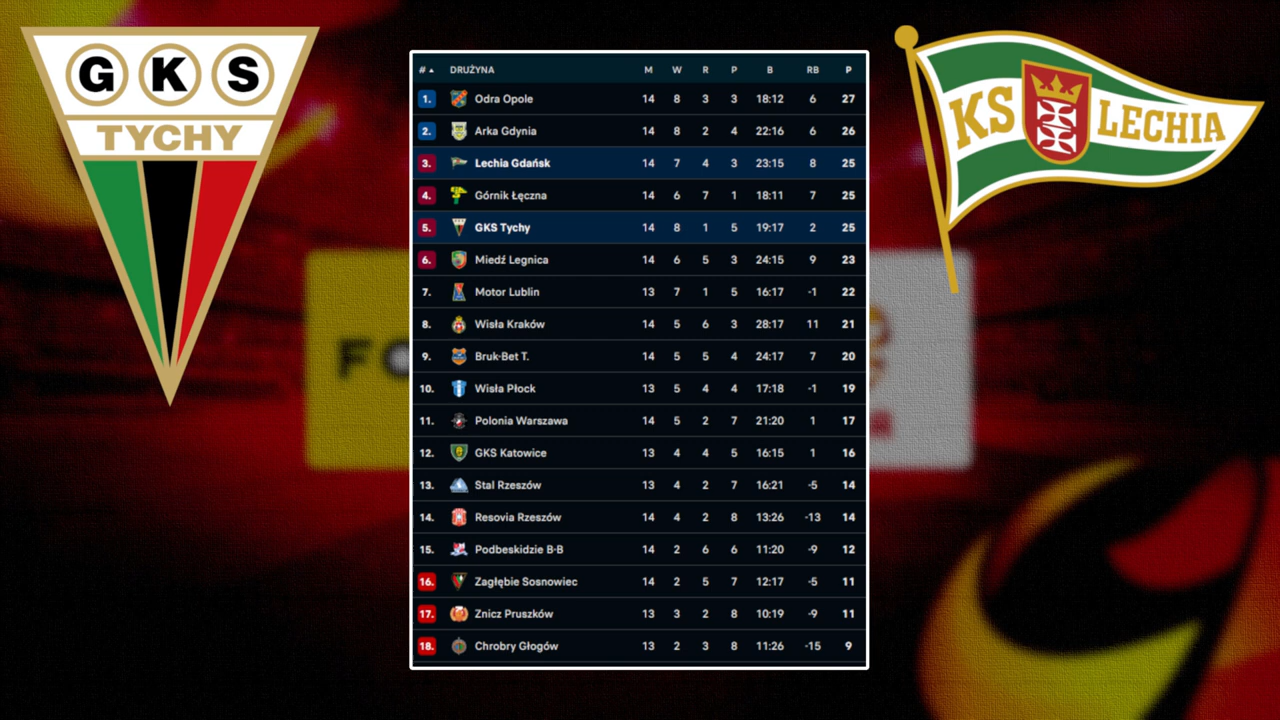 G K S
TYCHY
KS LECHIA
# DRUŻYNA M W R P B RB P
1. Odra Opole 14 8 3 3 18:12 6 27
2. Arka Gdynia 14 8 2 4 22:16 6 26
3. Lechia Gdańsk 14 7 4 3 23:15 8 25
4. Górnik Łęczna 14 6 7 1 18:11 7 25
5. GKS Tychy 14 8 1 5 19:17 2 25
6. Miedź Legnica 14 6 5 3 24:15 9 23
7. Motor Lublin 13 7 1 5 16:17 -1 22
8. Wisła Kraków 14 5 6 3 28:17 11 21
9. Bruk-Bet T. 14 5 5 4 24:17 7 20
10. Wisła Płock 13 5 4 4 17:18 -1 19
11. Polonia Warszawa 14 5 2 7 21:20 1 17
12. GKS Katowice 13 4 4 5 16:15 1 16
13. Stal Rzeszów 13 4 2 7 16:21 -5 14
14. Resovia Rzeszów 14 4 2 8 13:26 -13 14
15. Podbeskidzie B-B 14 2 6 6 11:20 -9 12
16. Zagłębie Sosnowiec 14 2 5 7 12:17 -5 11
17. Znicz Pruszków 13 3 2 8 10:19 -9 11
18. Chrobry Głogów 13 2 3 8 11:26 -15 9